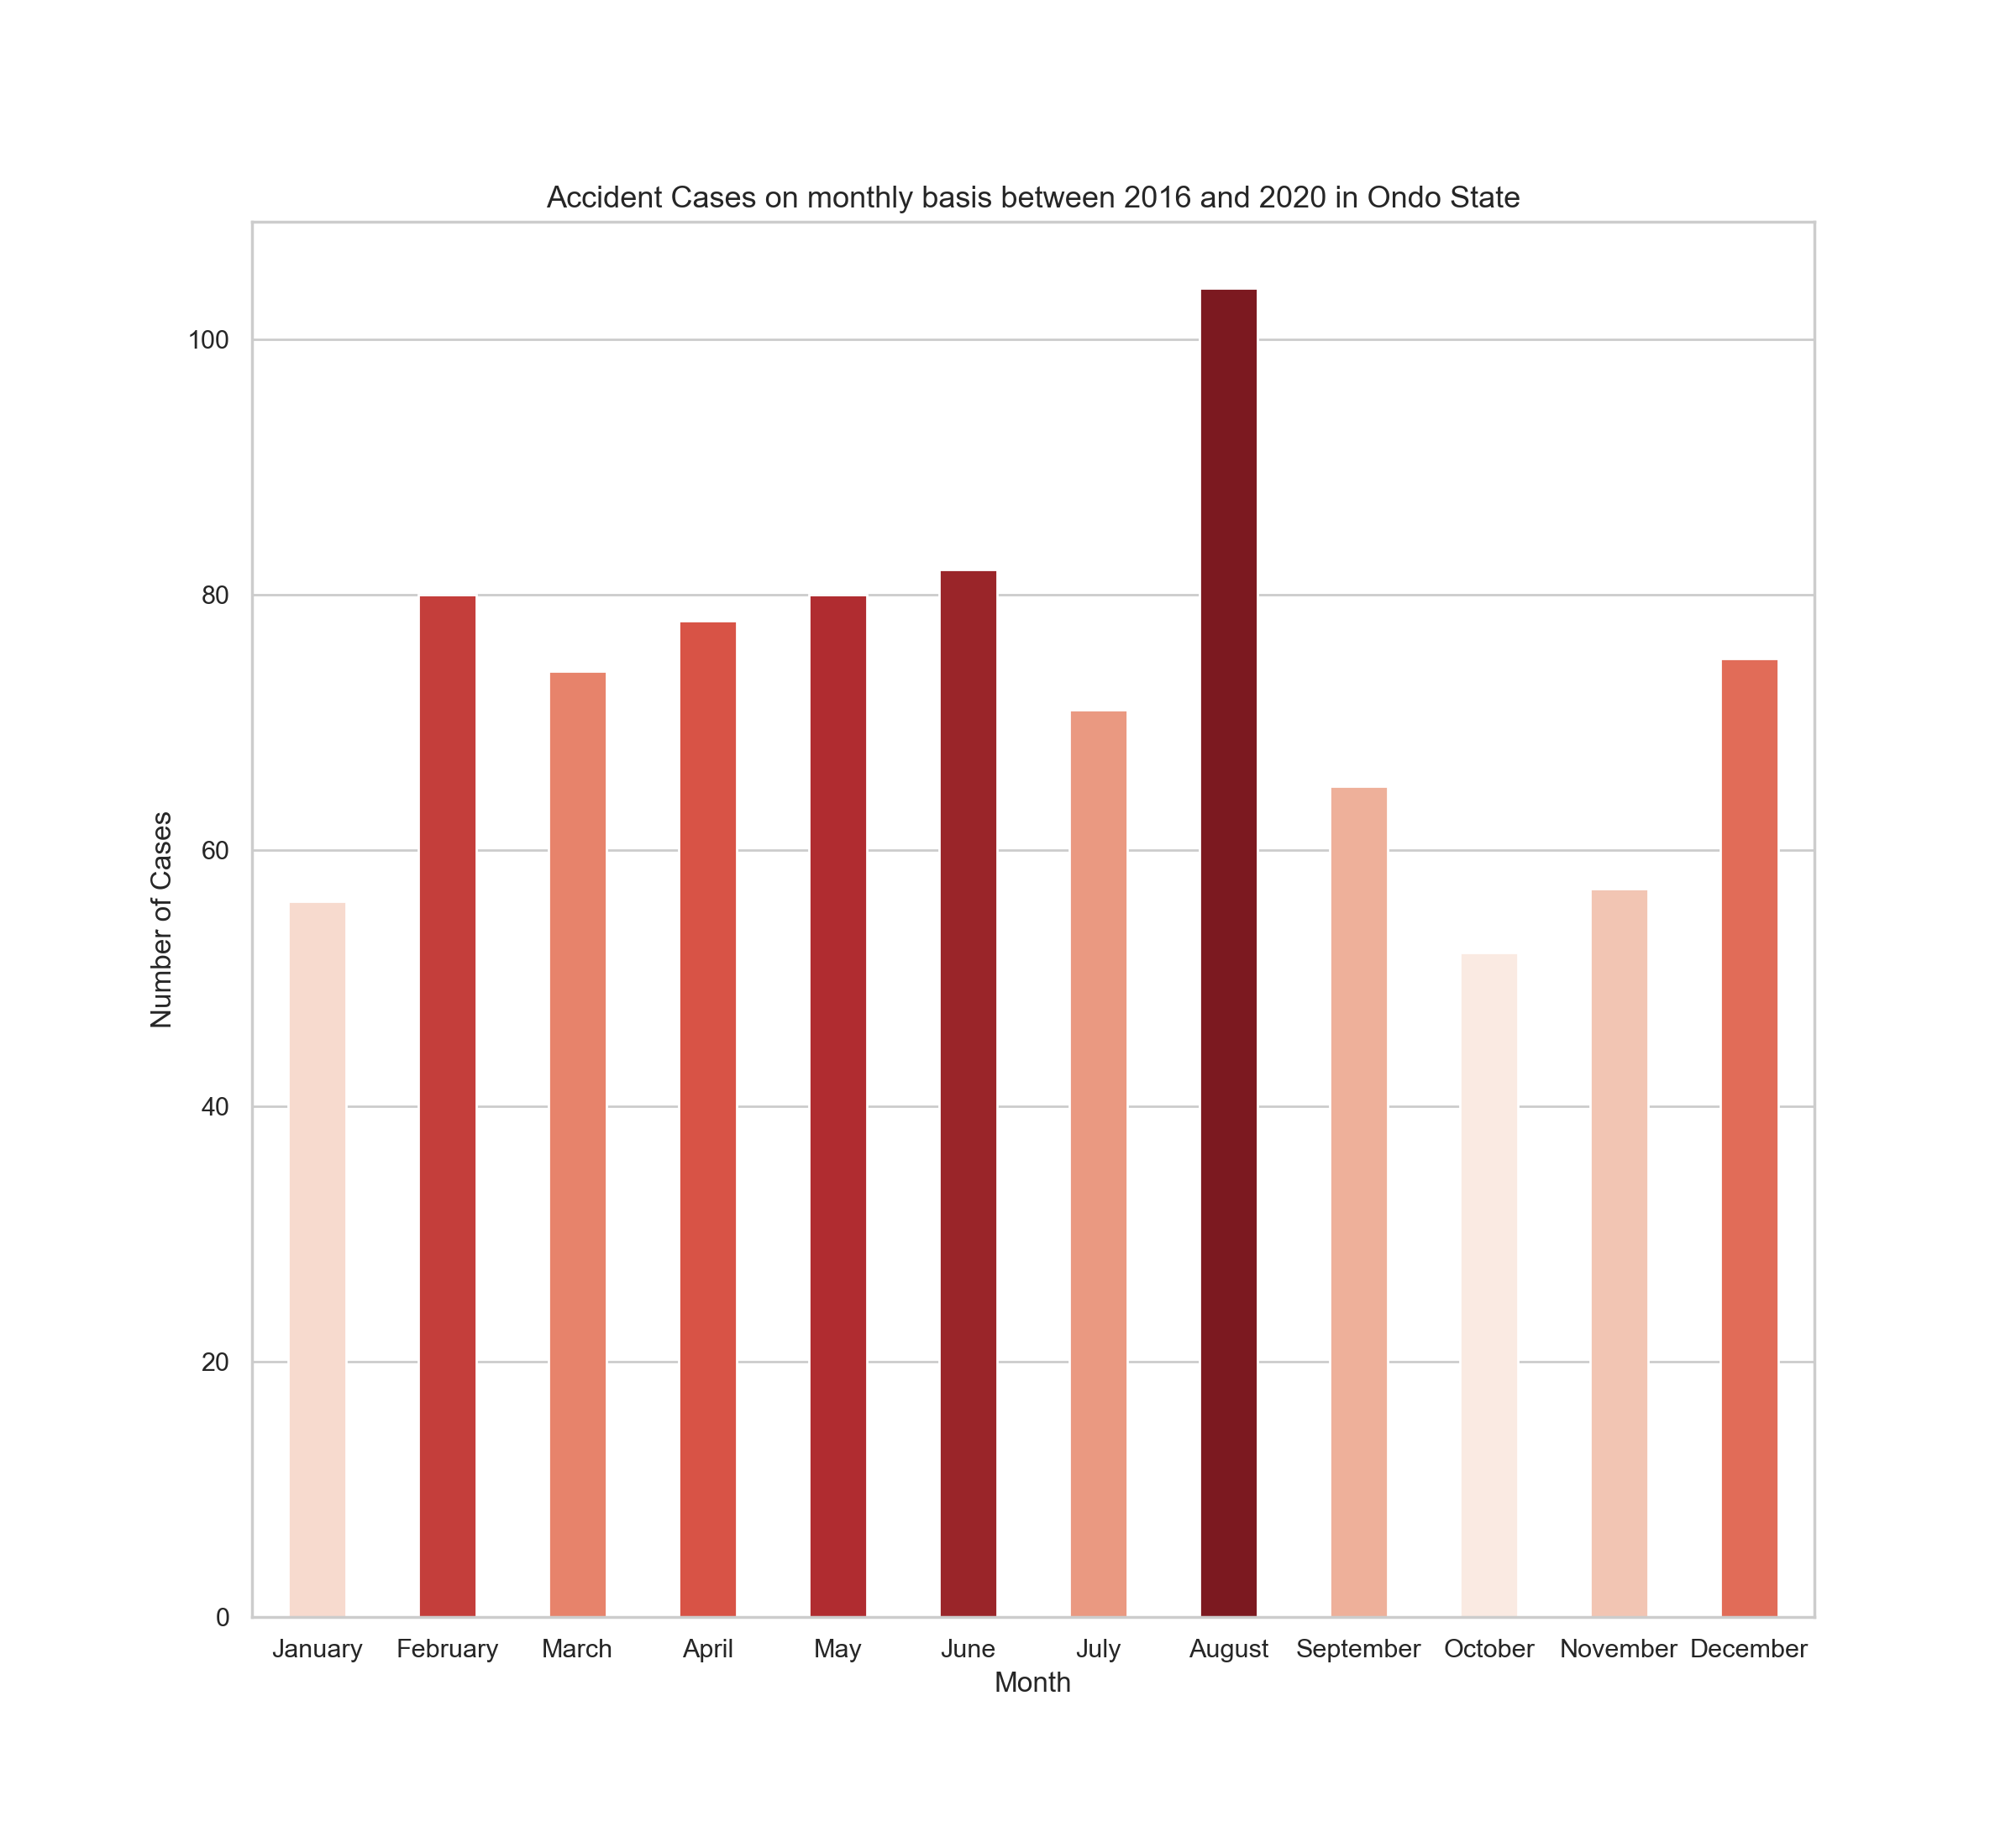 Accident Cases on monthly basis between 2016 and 2020 in Ondo State
100
80
60
40
20
0
Number of Cases
January February March April May June July August September October November December
Month